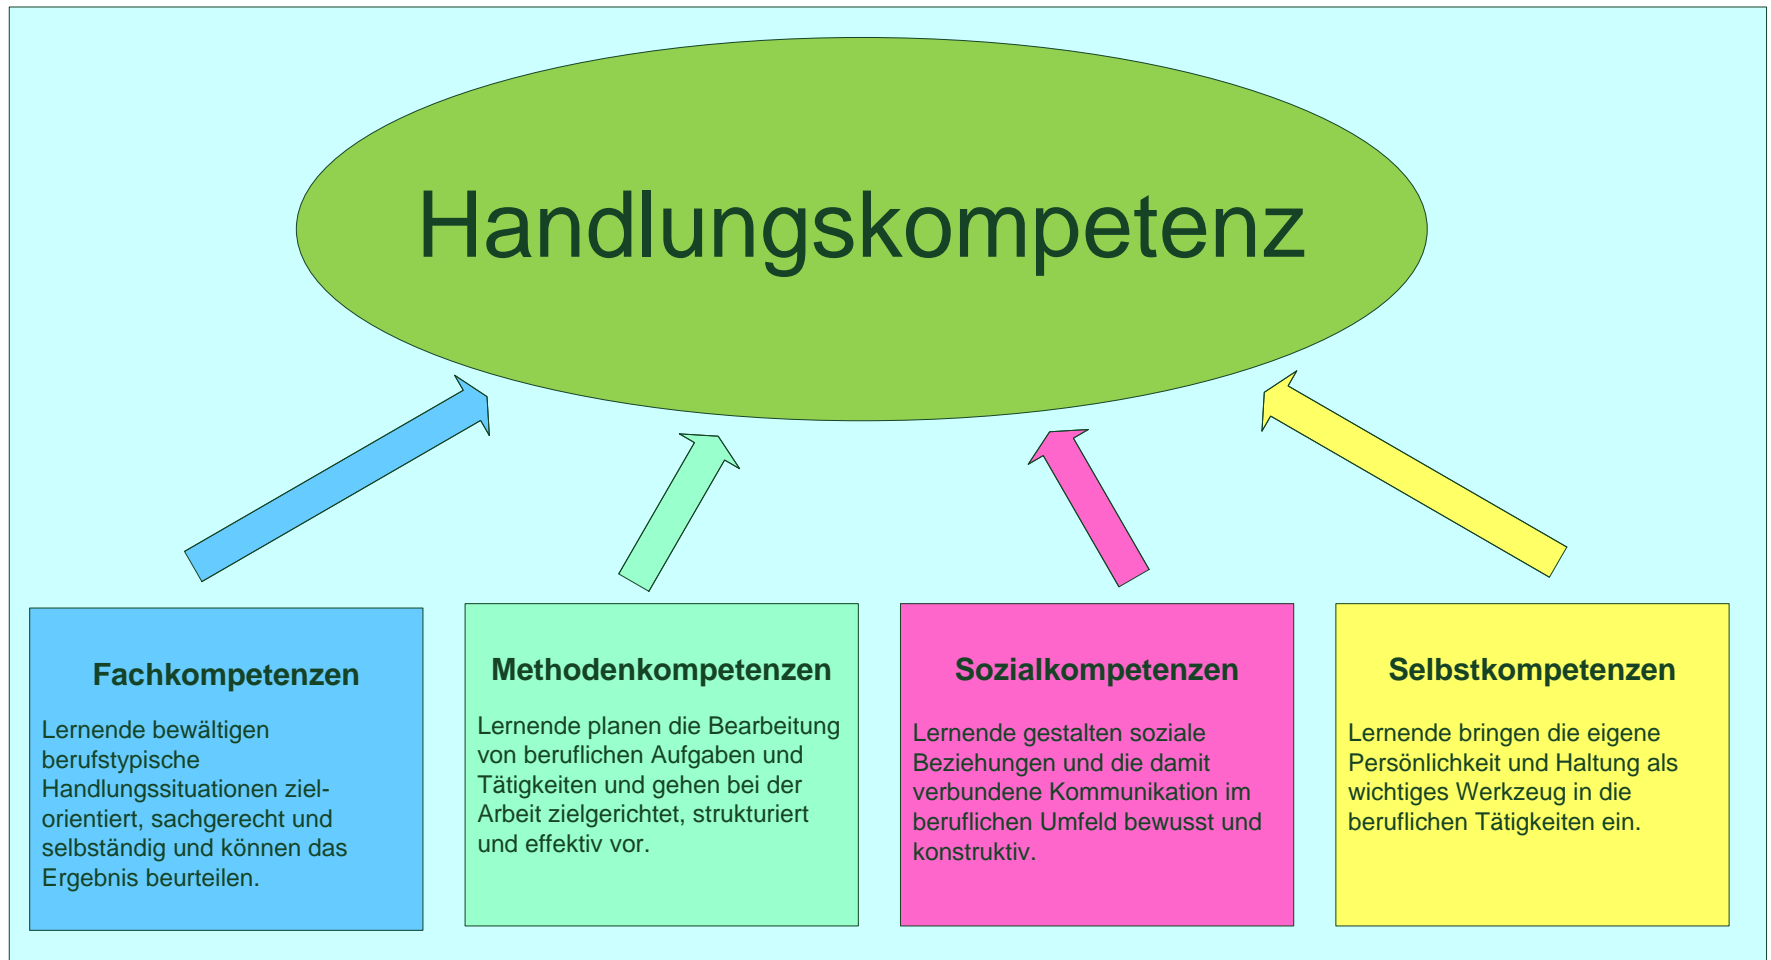 Handlungskompetenz
Fachkompetenzen
Lernende bewältigen
berufstypische
Handlungssituationen ziel-
orientiert, sachgerecht und
selbständig und können das
Ergebnis beurteilen.
Methodenkompetenzen
Lernende planen die Bearbeitung
von beruflichen Aufgaben und
Tätigkeiten und gehen bei der
Arbeit zielgerichtet, strukturiert
und effektiv vor.
Sozialkompetenzen
Lernende gestalten soziale
Beziehungen und die damit
verbundene Kommunikation im
beruflichen Umfeld bewusst und
konstruktiv.
Selbstkompetenzen
Lernende bringen die eigene
Persönlichkeit und Haltung als
wichtiges Werkzeug in die
beruflichen Tätigkeiten ein.